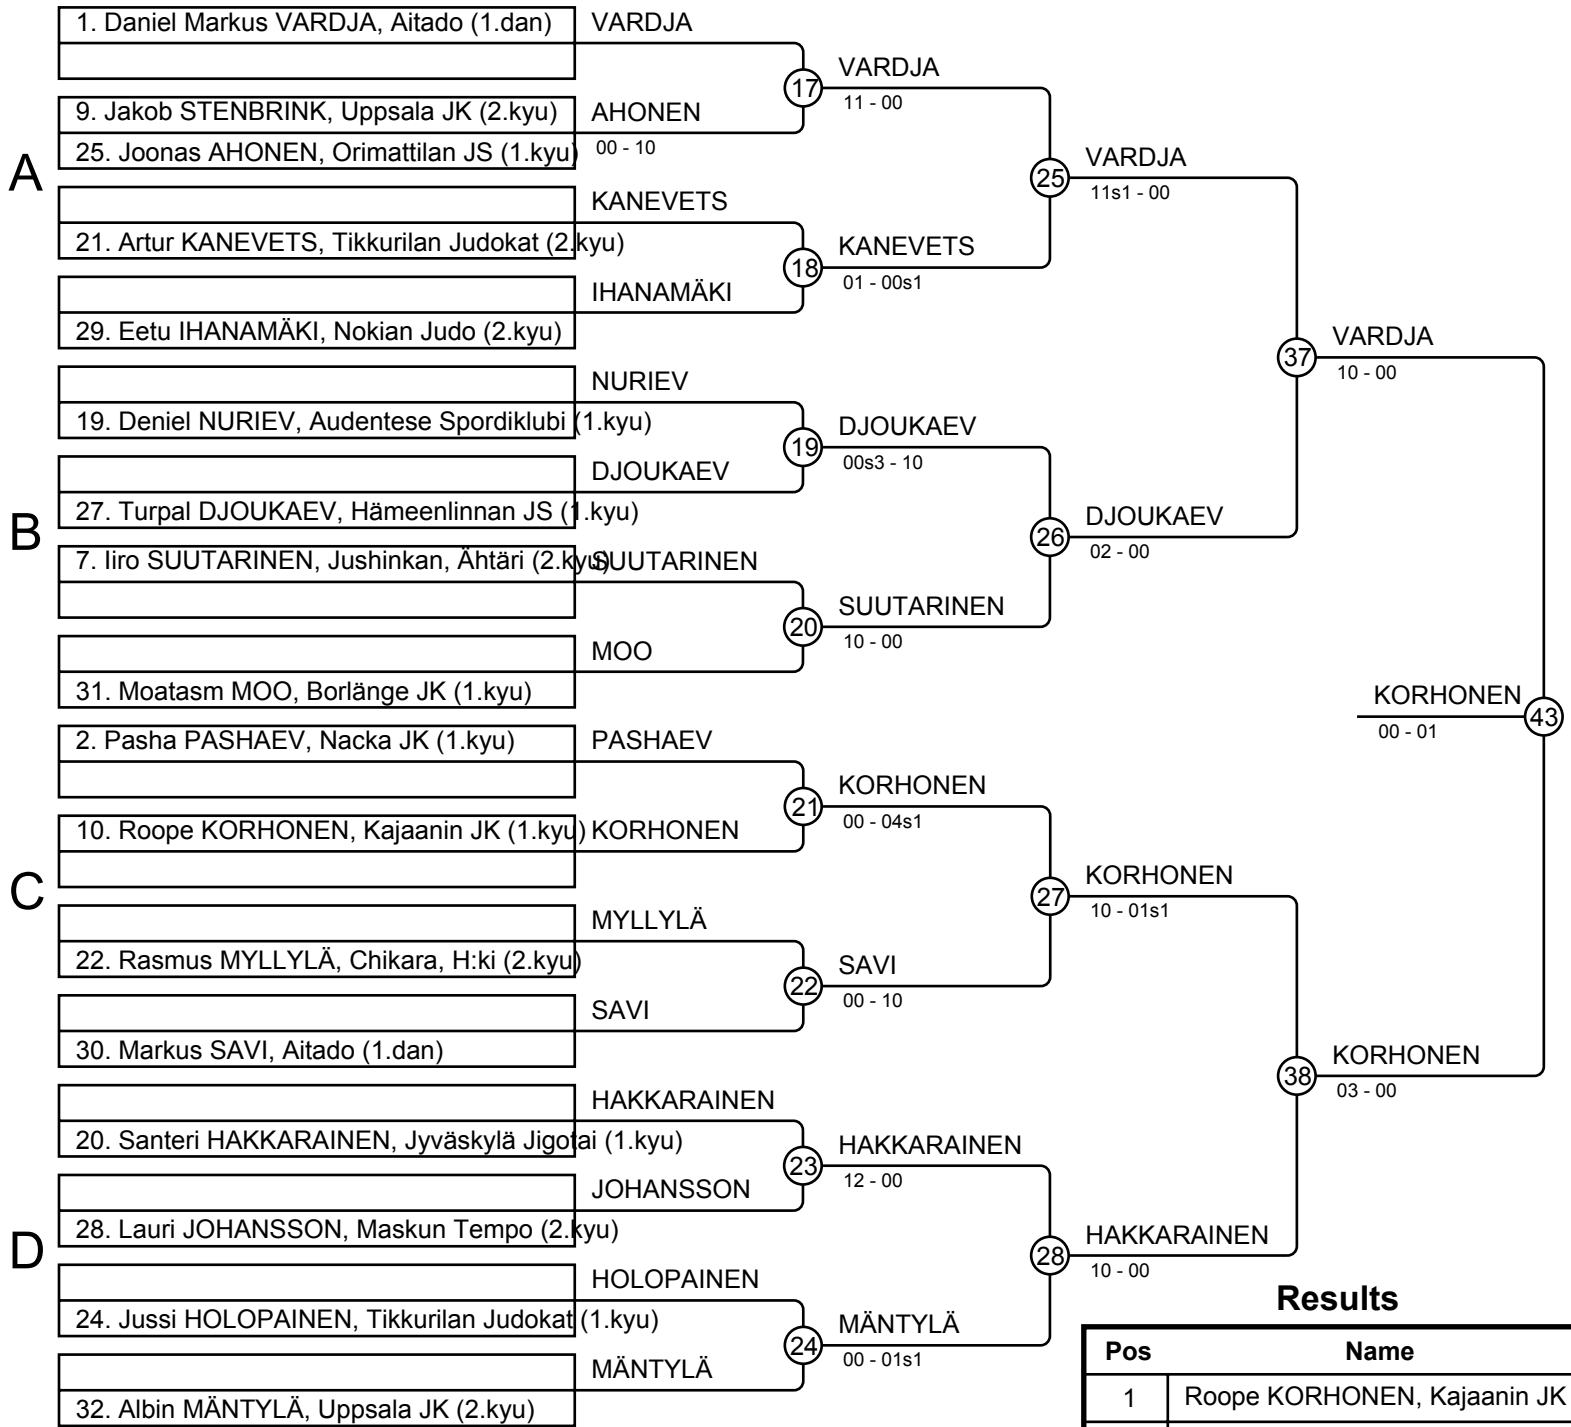 A
1. Daniel Markus VARDJA, Aitado (1.dan)
9. Jakob STENBRINK, Uppsala JK (2.kyu)
25. Joonas AHONEN, Orimattilan JS (1.kyu)
21. Artur KANEVETS, Tikkurilan Judokat (2.kyu)
29. Eetu IHANAMÄKI, Nokian Judo (2.kyu)
B
19. Deniel NURIEV, Audentese Spordiklubi (1.kyu)
27. Turpal DJOUKAEV, Hämeenlinnan JS (1.kyu)
7. Iiro SUUTARINEN, Jushinkan, Ähtäri (2.kyu)
31. Moatasm MOO, Borlänge JK (1.kyu)
C
2. Pasha PASHAEV, Nacka JK (1.kyu)
10. Roope KORHONEN, Kajaanin JK (1.kyu)
22. Rasmus MYLLYLÄ, Chikara, H:ki (2.kyu)
30. Markus SAVI, Aitado (1.dan)
D
20. Santeri HAKKARAINEN, Jyväskylä Jigotai (1.kyu)
28. Lauri JOHANSSON, Maskun Tempo (2.kyu)
24. Jussi HOLOPAINEN, Tikkurilan Judokat (1.kyu)
32. Albin MÄNTYLÄ, Uppsala JK (2.kyu)
VARDJA
AHONEN
00 - 10
KANEVETS
IHANAMÄKI
NURIEV
DJOUKAEV
SUUTARINEN
MOO
PASHAEV
KORHONEN
MYLLYLÄ
SAVI
HAKKARAINEN
JOHANSSON
HOLOPAINEN
MÄNTYLÄ
17
VARDJA
11 - 00
18
KANEVETS
01 - 00s1
19
DJOUKAEV
00s3 - 10
20
SUUTARINEN
10 - 00
21
KORHONEN
00 - 04s1
22
SAVI
00 - 10
23
HAKKARAINEN
12 - 00
24
MÄNTYLÄ
00 - 01s1
25
VARDJA
11s1 - 00
26
DJOUKAEV
02 - 00
27
KORHONEN
10 - 01s1
28
HAKKARAINEN
10 - 00
37
VARDJA
10 - 00
38
KORHONEN
03 - 00
KORHONEN
43
00 - 01
Results
Pos Name
1 Roope KORHONEN, Kajaanin JK